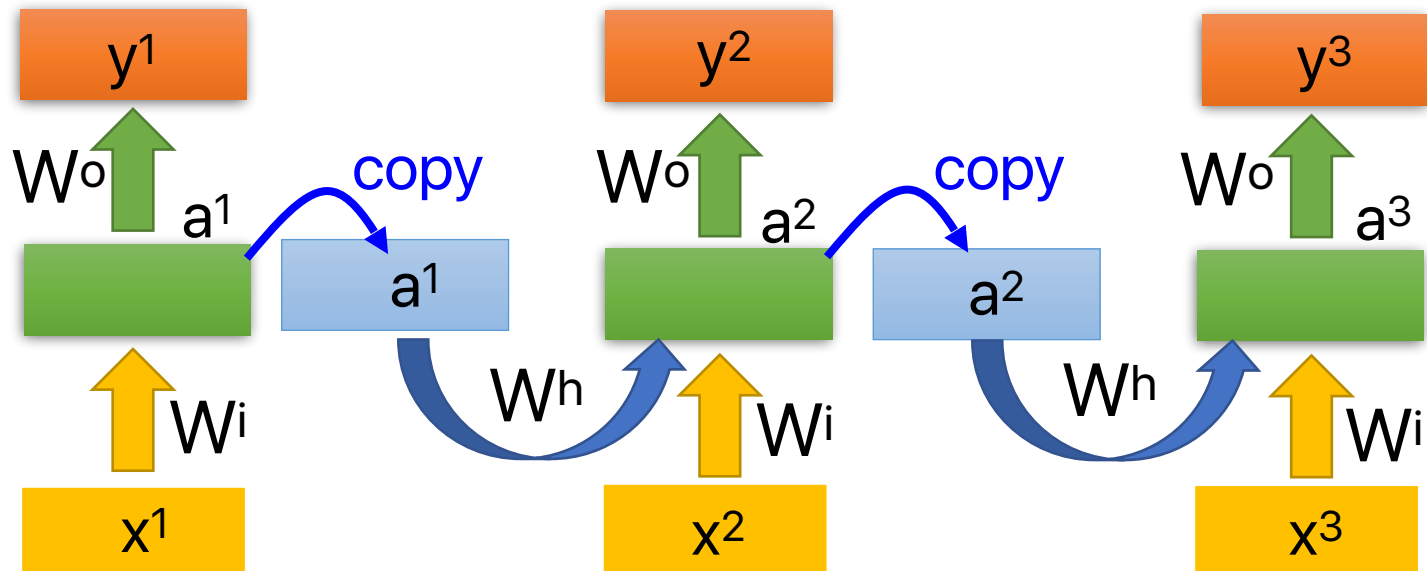 y¹ y² y³
Wᵒ copy Wᵒ copy Wᵒ
a¹ a² a³
a¹ a²
Wʰ Wʰ
Wⁱ Wⁱ Wⁱ
x¹ x² x³